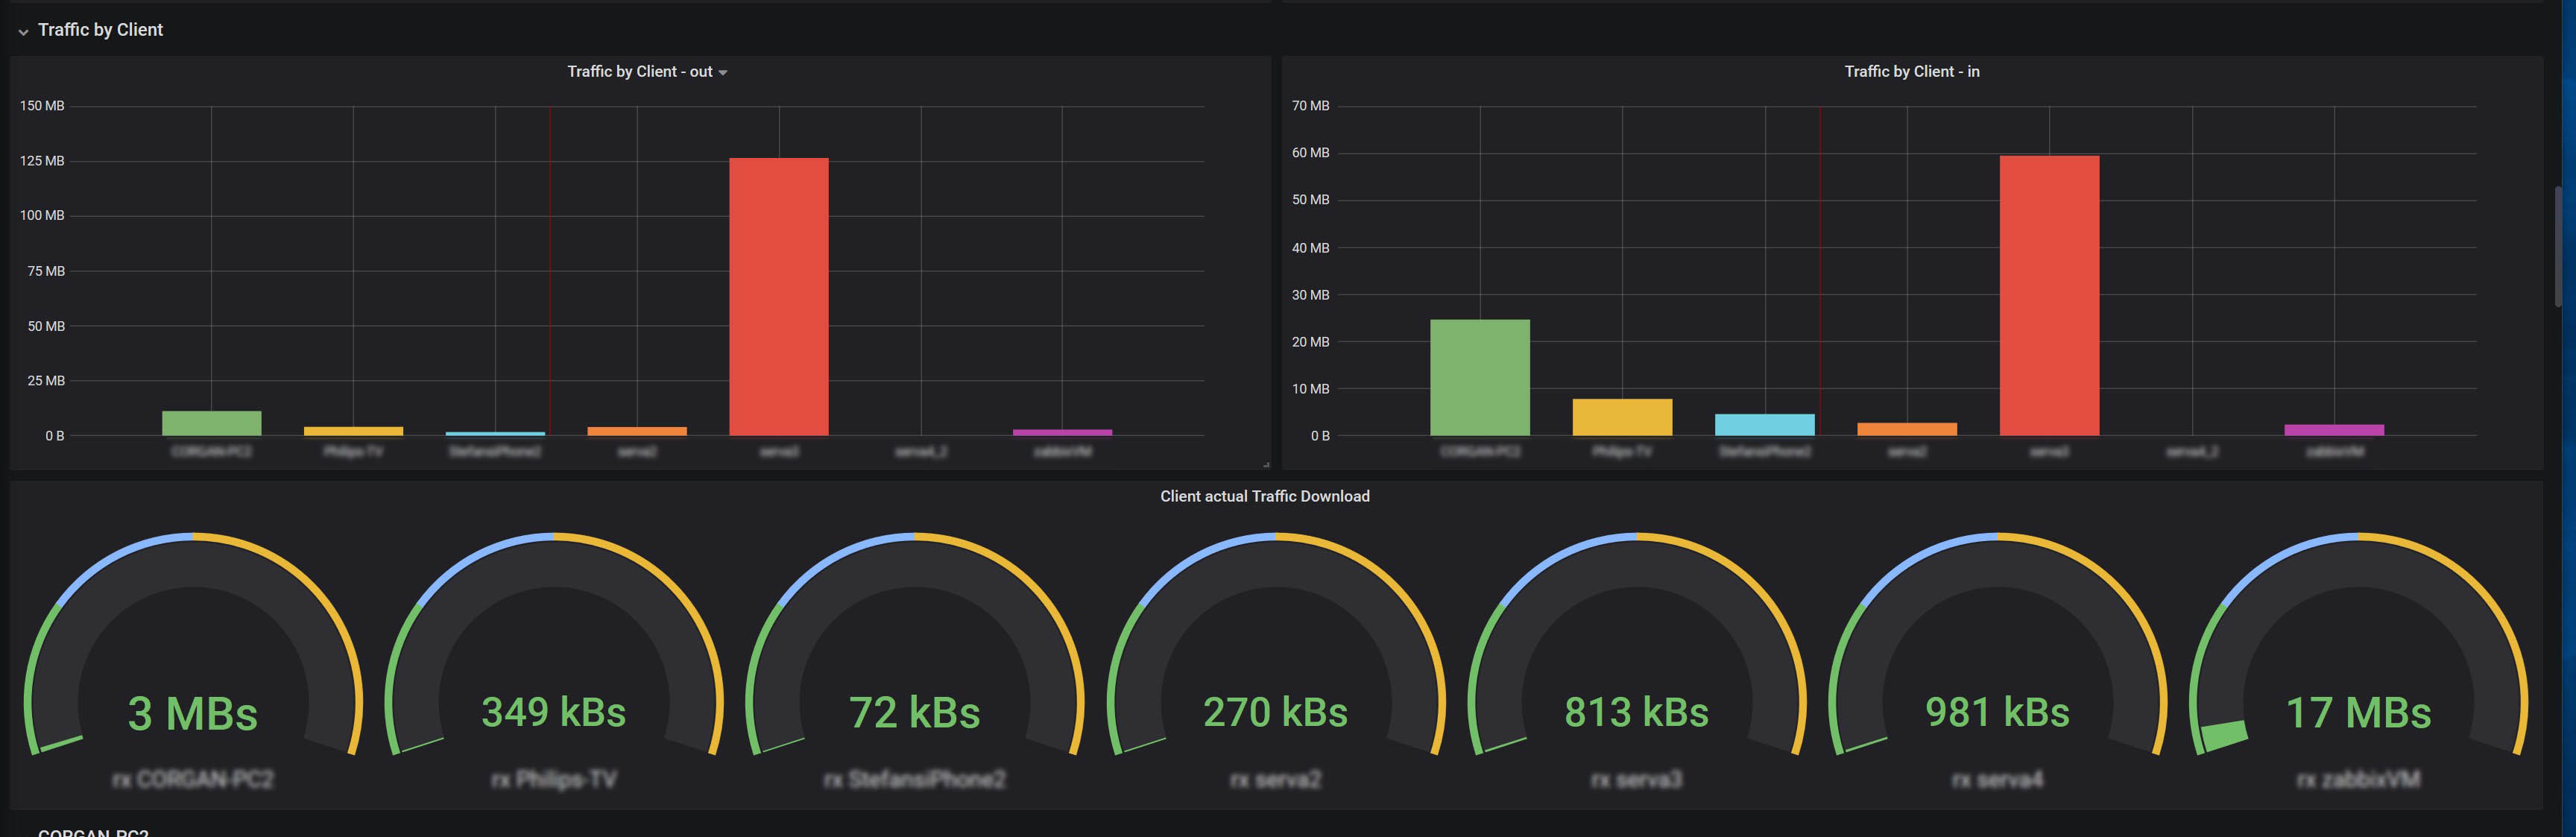 Traffic by Client
Traffic by Client - out
150 MB
125 MB
100 MB
75 MB
50 MB
25 MB
0 B
CORGAN-PC2 Philips-TV StefansiPhone2 serva2 serva3 serva4_2 zabbixVM
Traffic by Client - in
70 MB
60 MB
50 MB
40 MB
30 MB
20 MB
10 MB
0 B
CORGAN-PC2 Philips-TV StefansiPhone2 serva2 serva3 serva4_2 zabbixVM
Client actual Traffic Download
3 MBs 349 kBs 72 kBs 270 kBs 813 kBs 981 kBs 17 MBs
rx CORGAN-PC2 rx Philips-TV rx StefansiPhone2 rx serva2 rx serva3 rx serva4 rx zabbixVM
CORGAN-PC2